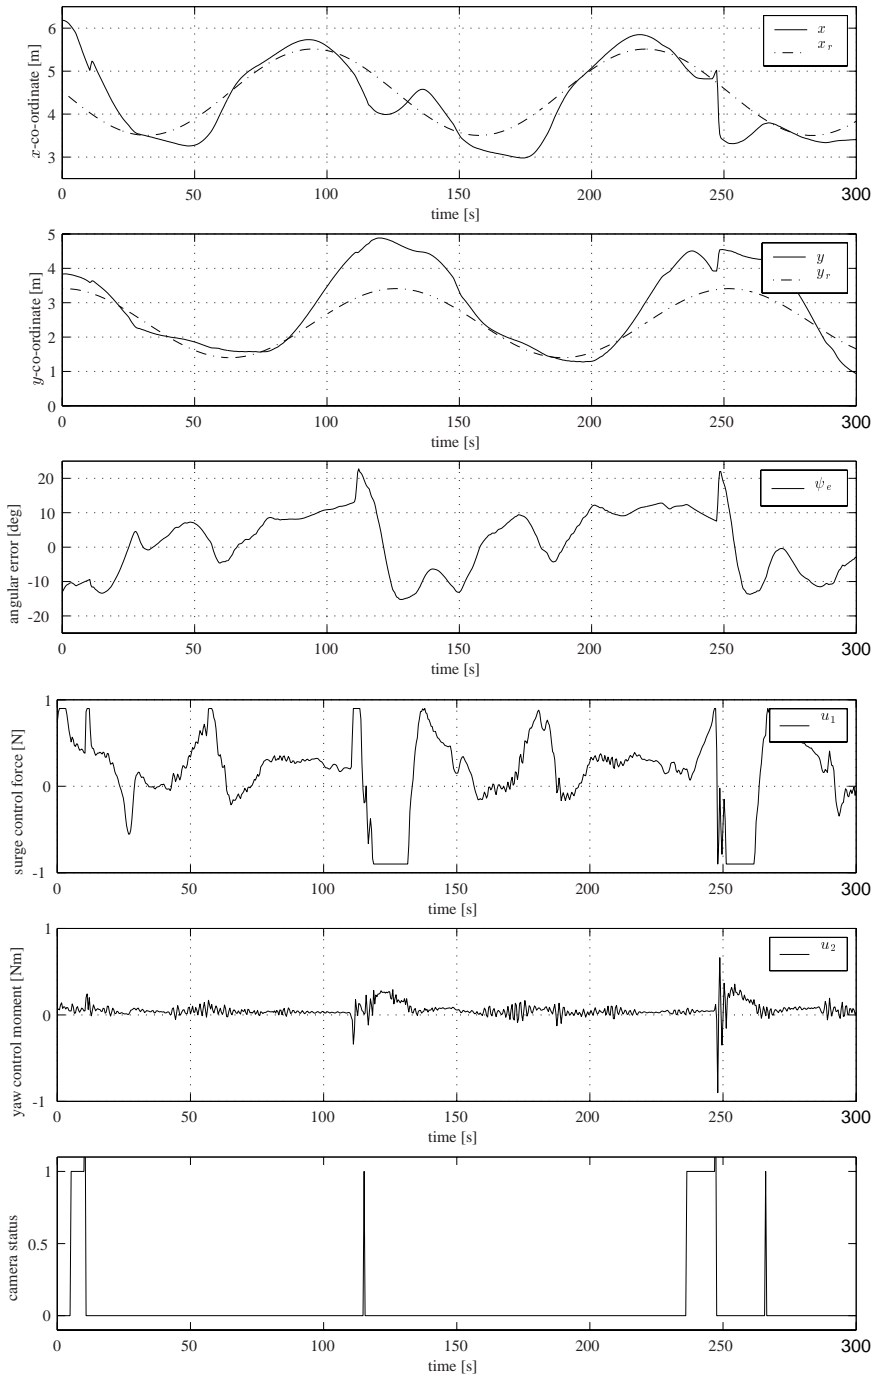 6
5
4
3
x-co-ordinate [m]
x
x_r
0 50 100 150 200 250 300
time [s]
5
4
3
2
1
0
y-co-ordinate [m]
y
y_r
0 50 100 150 200 250 300
time [s]
20
10
0
-10
-20
angular error [deg]
ψ_e
0 50 100 150 200 250 300
time [s]
1
0
-1
surge control force [N]
u_1
0 50 100 150 200 250 300
time [s]
1
0
-1
yaw control moment [Nm]
u_2
0 50 100 150 200 250 300
time [s]
1
0.5
0
camera status
0 50 100 150 200 250 300
time [s]